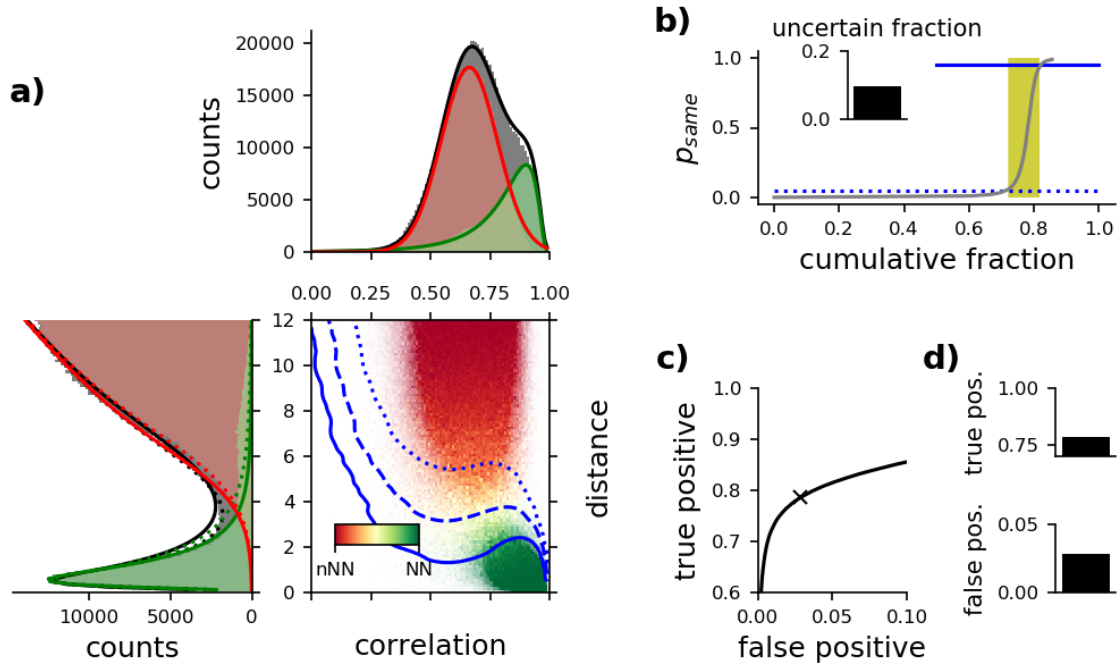 a)
20000
15000
10000
5000
0
counts
0.00 0.25 0.50 0.75 1.00
12
10
8
6
4
2
0
nNN NN
distance
10000 5000 0
counts
correlation
b)
uncertain fraction
1.0
0.5
0.0
p_same
0.2
0.0
0.0 0.2 0.4 0.6 0.8 1.0
cumulative fraction
c)
1.0
0.9
0.8
0.7
0.6
true positive
0.00 0.05 0.10
false positive
d)
1.00
0.75
true pos.
0.05
0.00
false pos.